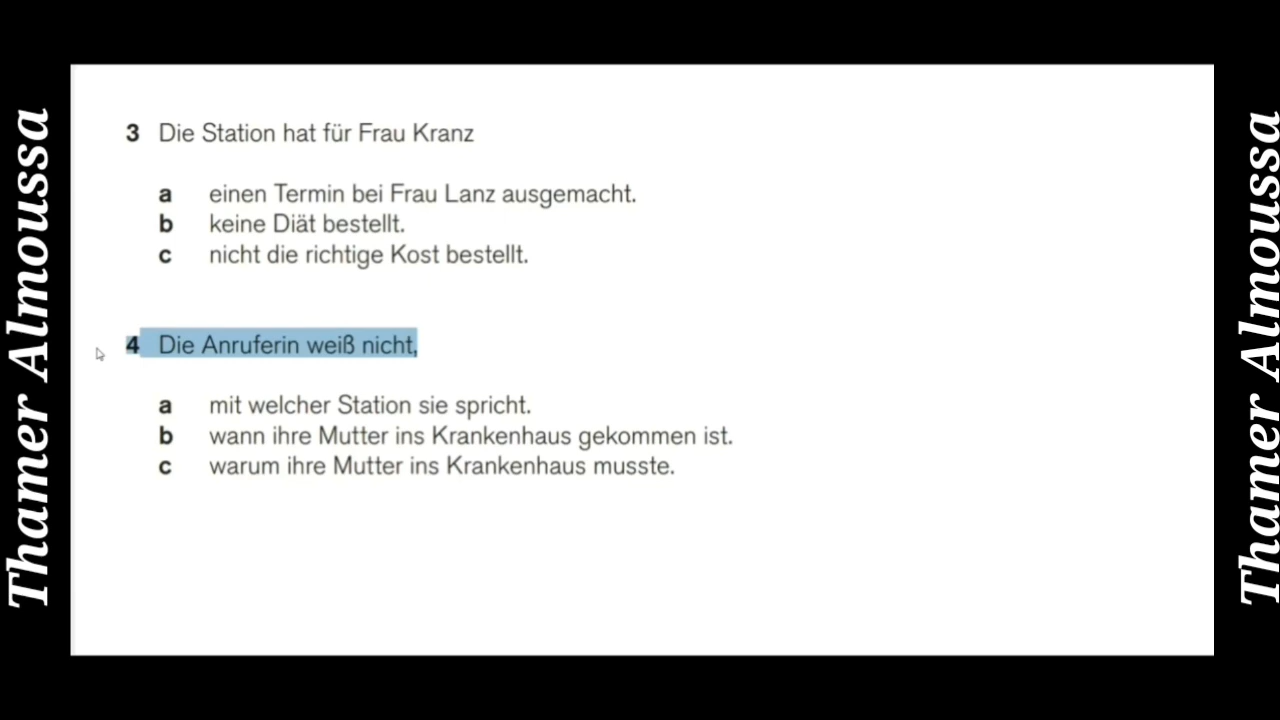 Thamer Almoussa
3 Die Station hat für Frau Kranz
a einen Termin bei Frau Lanz ausgemacht.
b keine Diät bestellt.
c nicht die richtige Kost bestellt.
4 Die Anruferin weiß nicht,
a mit welcher Station sie spricht.
b wann ihre Mutter ins Krankenhaus gekommen ist.
c warum ihre Mutter ins Krankenhaus musste.
Thamer Almoussa